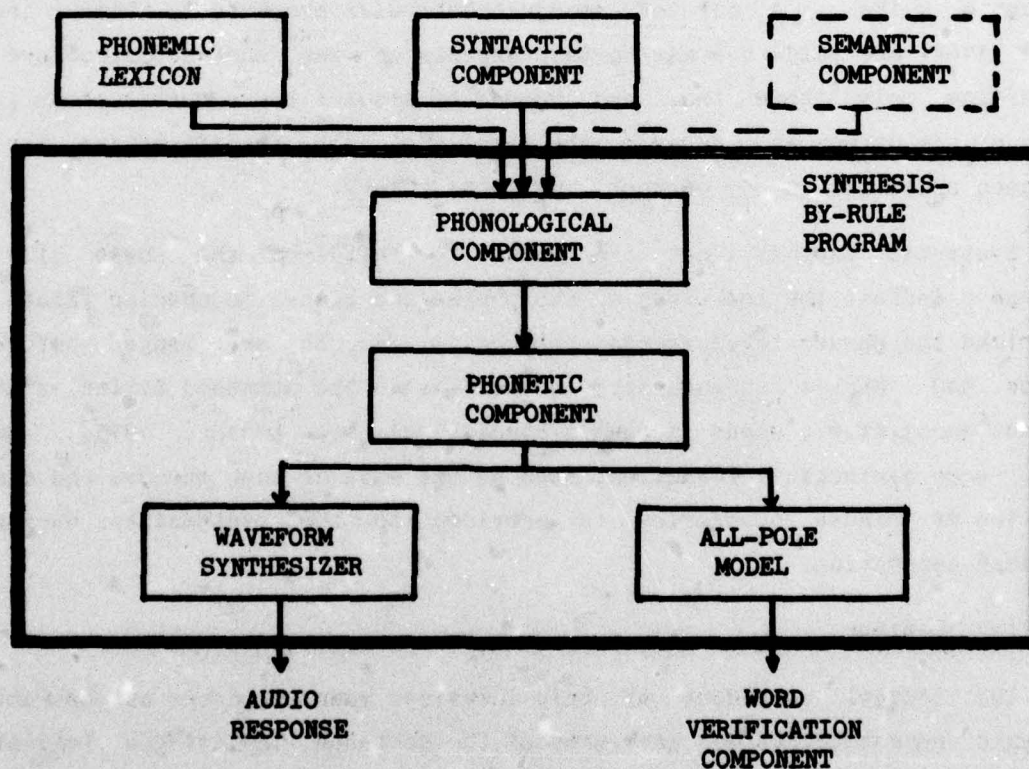 PHONEMIC
LEXICON
SYNTACTIC
COMPONENT
SEMANTIC
COMPONENT
SYNTHESIS-
BY-RULE
PROGRAM
PHONOLOGICAL
COMPONENT
PHONETIC
COMPONENT
WAVEFORM
SYNTHESIZER
ALL-POLE
MODEL
AUDIO
RESPONSE
WORD
VERIFICATION
COMPONENT